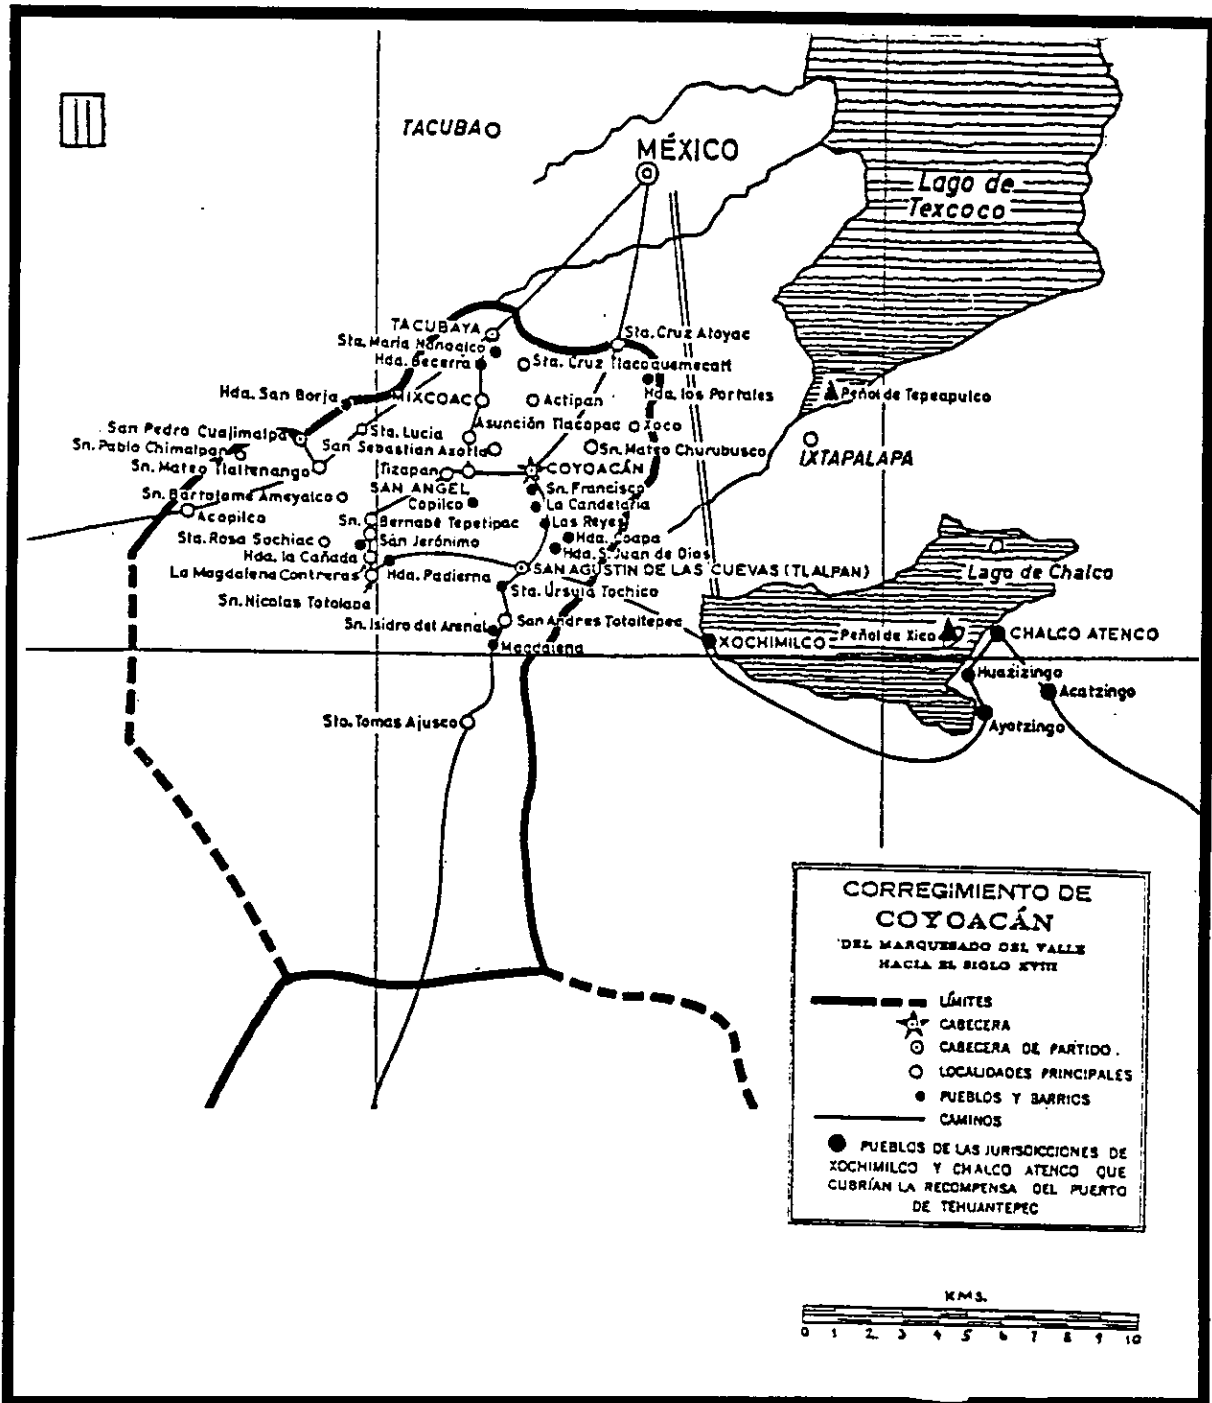 TACUBA
MÉXICO
Lago de
Texcoco
TACUBAYA
Sta. Cruz Atoyac
Sta. María Nonoalco
Hda. Becerra
Sta. Cruz Tlacoquemecatl
Hda. San Borja
MIXCOAC
Actipan
Hda. los Portales
Peñol de Tepeapulco
San Pedro Cuajimalpa
Sta. Lucia
Asunción Tlacopac
Xoco
Sn. Pablo Chimalpan
San Sebastian Axotla
Sn. Mateo Churubusco
IXTAPALAPA
Sn. Mateo Tlaltenango
Tizapan
COYOACÁN
SAN ANGEL
Sn. Francisco
Sn. Bartolome Ameyalco
Copilco
La Candelaria
Acopilco
Sn. Bernabé Tepetipac
Los Reyes
Sta. Rosa Sochiac
San Jerónimo
Hda. Coapa
Hda. la Cañada
Hda. S. Juan de Dios
Lago de Chalco
La Magdalena Contreras
Hda. Padierna
SAN AGUSTIN DE LAS CUEVAS (TLALPAN)
Sn. Nicolas Totolapa
Sta. Ursula Tochico
Sn. Isidro del Arenal
San Andres Totoltepec
XOCHIMILCO
Peñol de Xico
CHALCO ATENCO
Magdalena
Huazizingo
Acatzingo
Sto. Tomas Ajusco
Ayotzingo
CORREGIMIENTO DE
COYOACÁN
DEL MARQUESADO DEL VALLE
HACIA EL SIGLO XVIII
LÍMITES
CABECERA
CABECERA DE PARTIDO.
LOCALIDADES PRINCIPALES
PUEBLOS Y BARRIOS
CAMINOS
PUEBLOS DE LAS JURISDICCIONES DE
XOCHIMILCO Y CHALCO ATENCO QUE
CUBRÍAN LA RECOMPENSA DEL PUERTO
DE TEHUANTEPEC
KMS.
0 1 2 3 4 5 6 7 8 9 10